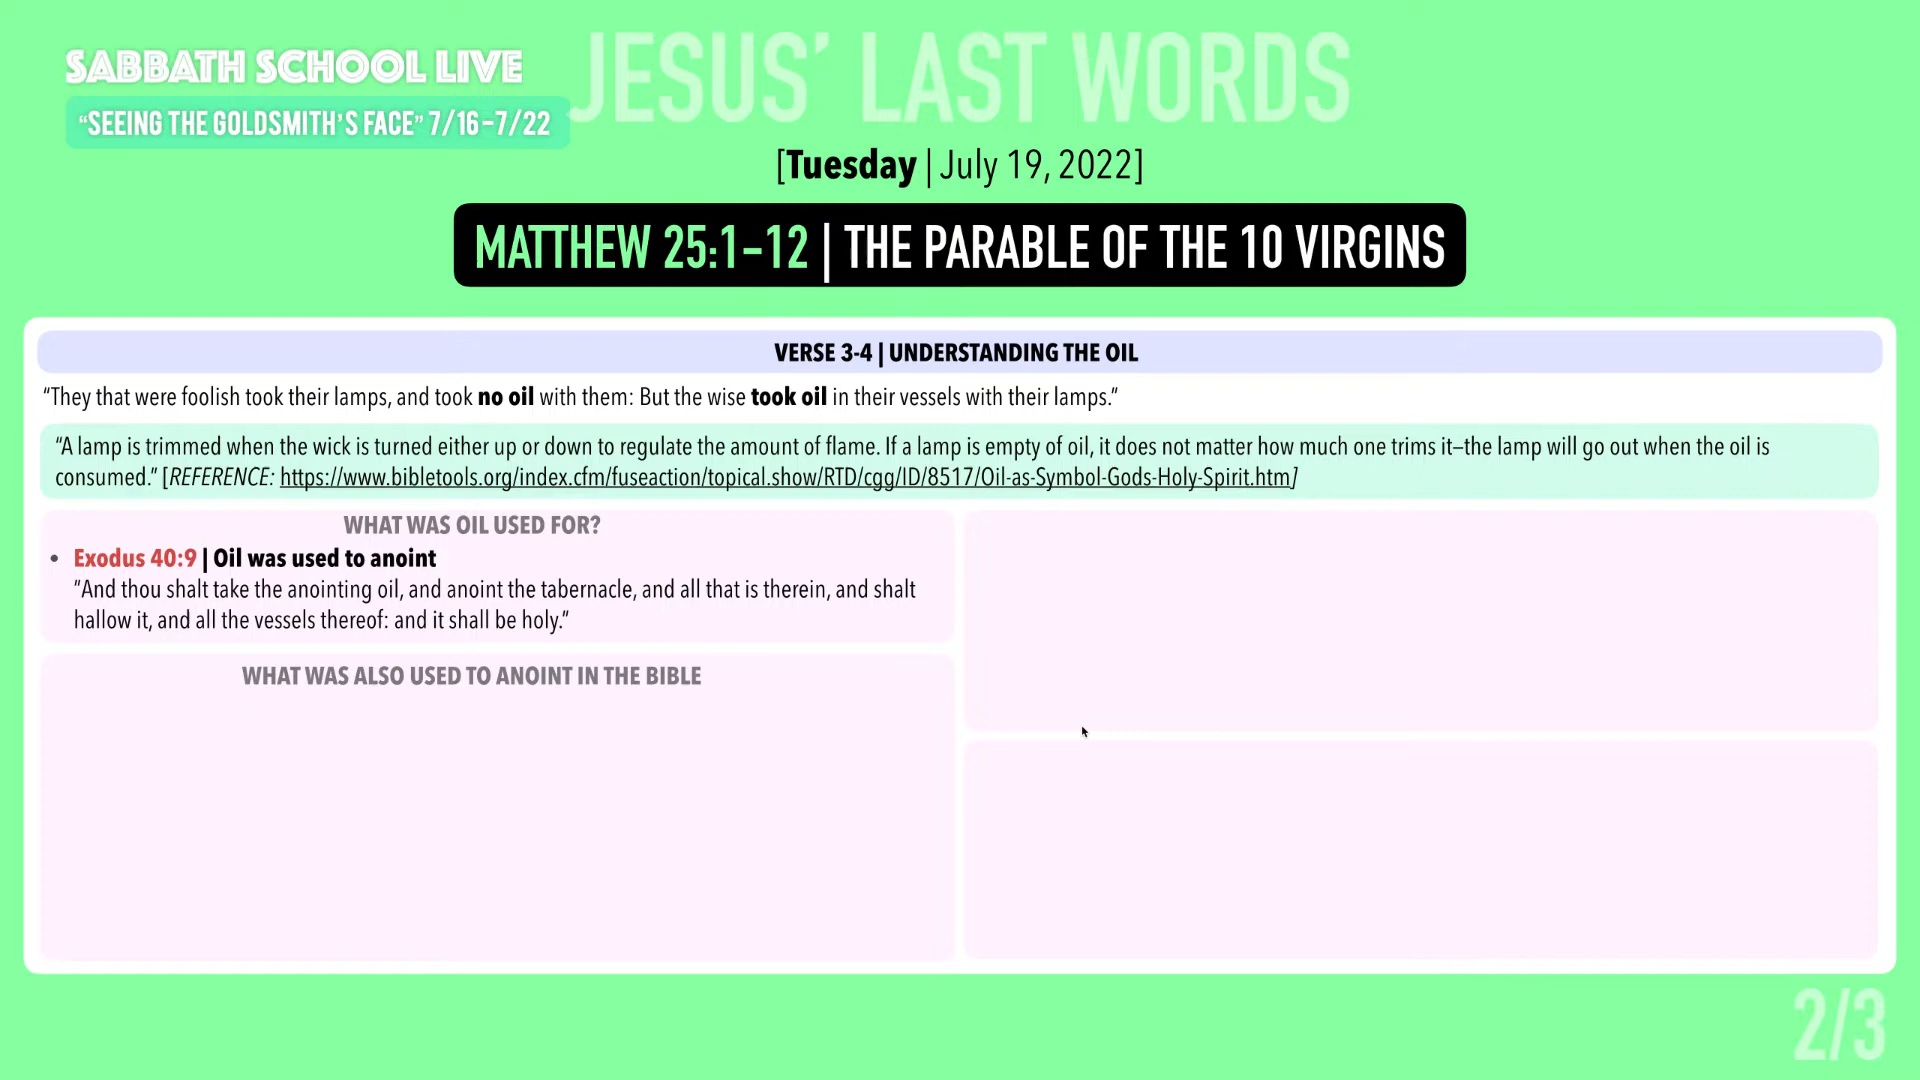 JESUS’ LAST WORDS
SABBATH SCHOOL LIVE
“SEEING THE GOLDSMITH’S FACE” 7/16–7/22
[Tuesday | July 19, 2022]
MATTHEW 25:1–12 | THE PARABLE OF THE 10 VIRGINS
VERSE 3-4 | UNDERSTANDING THE OIL
“They that were foolish took their lamps, and took no oil with them: But the wise took oil in their vessels with their lamps.”
“A lamp is trimmed when the wick is turned either up or down to regulate the amount of flame. If a lamp is empty of oil, it does not matter how much one trims it—the lamp will go out when the oil is
consumed.” [REFERENCE: https://www.bibletools.org/index.cfm/fuseaction/topical.show/RTD/cgg/ID/8517/Oil-as-Symbol-Gods-Holy-Spirit.htm]
WHAT WAS OIL USED FOR?
• Exodus 40:9 | Oil was used to anoint
“And thou shalt take the anointing oil, and anoint the tabernacle, and all that is therein, and shalt
hallow it, and all the vessels thereof: and it shall be holy.”
WHAT WAS ALSO USED TO ANOINT IN THE BIBLE
2/3